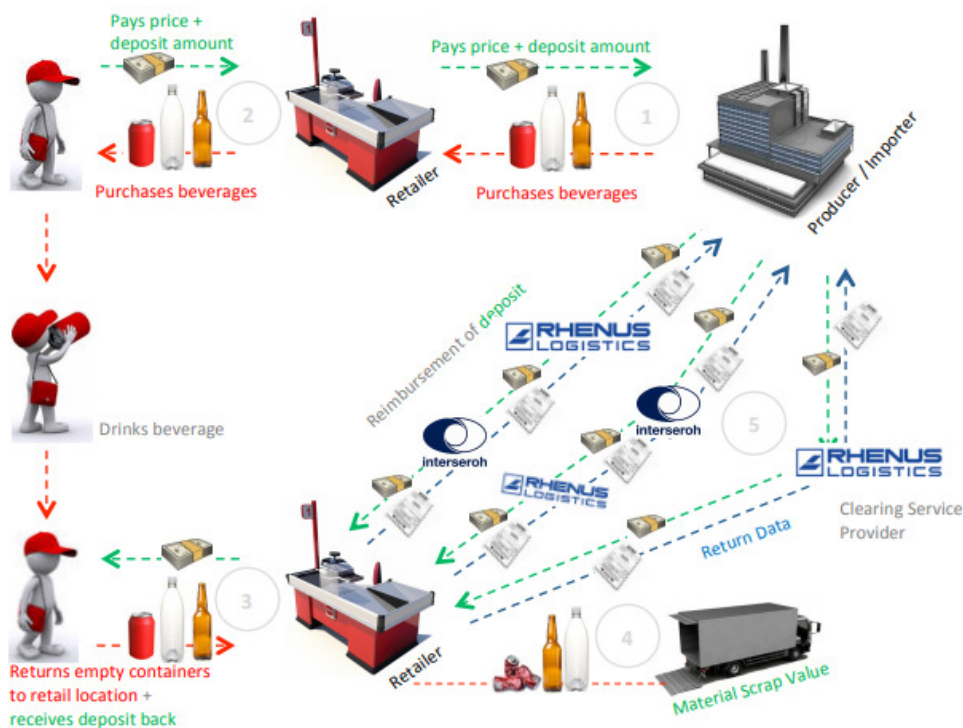 Pays price +
deposit amount
2
Purchases beverages
Retailer
Pays price + deposit amount
1
Purchases beverages
Producer / Importer
Reimbursement of deposit
RHENUS
LOGISTICS
interseroh
RHENUS
LOGISTICS
interseroh
5
RHENUS
LOGISTICS
Clearing Service
Provider
Return Data
Drinks beverage
3
Returns empty containers
to retail location +
receives deposit back
Retailer
4
Material Scrap Value